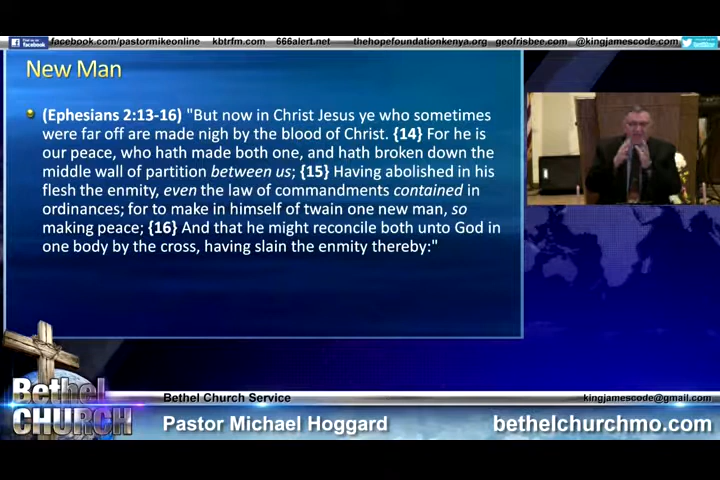 Find us on
facebook
facebook.com/pastormikeonline kbtrfm.com 666alert.net thehopefoundationkenya.org geofrisbee.com @kingjamescode.com twitter
New Man
(Ephesians 2:13-16) "But now in Christ Jesus ye who sometimes
were far off are made nigh by the blood of Christ. {14} For he is
our peace, who hath made both one, and hath broken down the
middle wall of partition between us; {15} Having abolished in his
flesh the enmity, even the law of commandments contained in
ordinances; for to make in himself of twain one new man, so
making peace; {16} And that he might reconcile both unto God in
one body by the cross, having slain the enmity thereby:"
Bethel
CHURCH
Bethel Church Service kingjamescode@gmail.com
Pastor Michael Hoggard bethelchurchmo.com